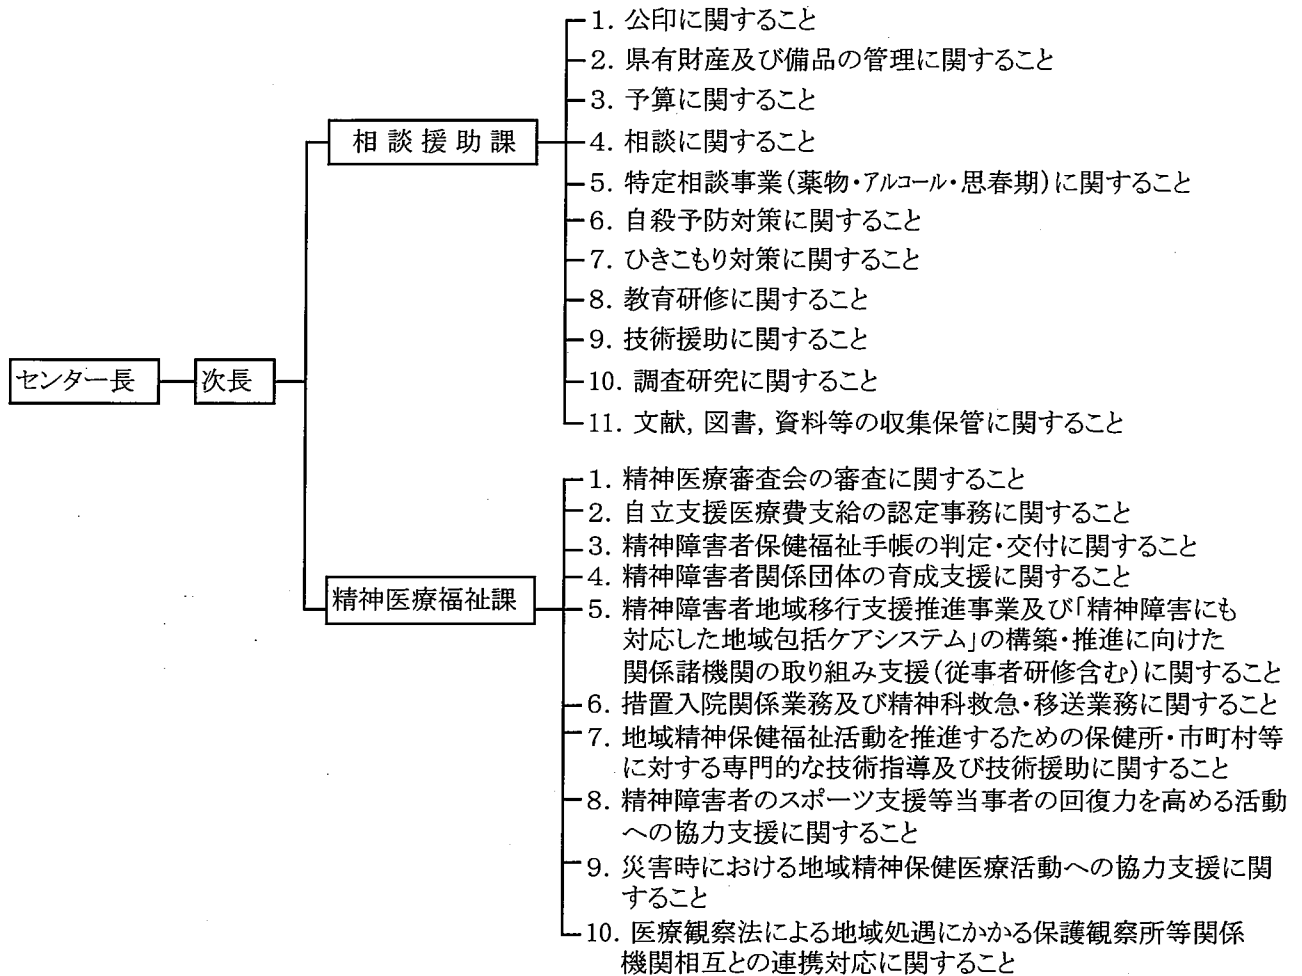 センター長
次長
相談援助課
1. 公印に関すること
2. 県有財産及び備品の管理に関すること
3. 予算に関すること
4. 相談に関すること
5. 特定相談事業(薬物・アルコール・思春期)に関すること
6. 自殺予防対策に関すること
7. ひきこもり対策に関すること
8. 教育研修に関すること
9. 技術援助に関すること
10. 調査研究に関すること
11. 文献, 図書, 資料等の収集保管に関すること
精神医療福祉課
1. 精神医療審査会の審査に関すること
2. 自立支援医療費支給の認定事務に関すること
3. 精神障害者保健福祉手帳の判定・交付に関すること
4. 精神障害者関係団体の育成支援に関すること
5. 精神障害者地域移行支援推進事業及び「精神障害にも
対応した地域包括ケアシステム」の構築・推進に向けた
関係諸機関の取り組み支援(従事者研修含む)に関すること
6. 措置入院関係業務及び精神科救急・移送業務に関すること
7. 地域精神保健福祉活動を推進するための保健所・市町村等
に対する専門的な技術指導及び技術援助に関すること
8. 精神障害者のスポーツ支援等当事者の回復力を高める活動
への協力支援に関すること
9. 災害時における地域精神保健医療活動への協力支援に関
すること
10. 医療観察法による地域処遇にかかる保護観察所等関係
機関相互との連携対応に関すること